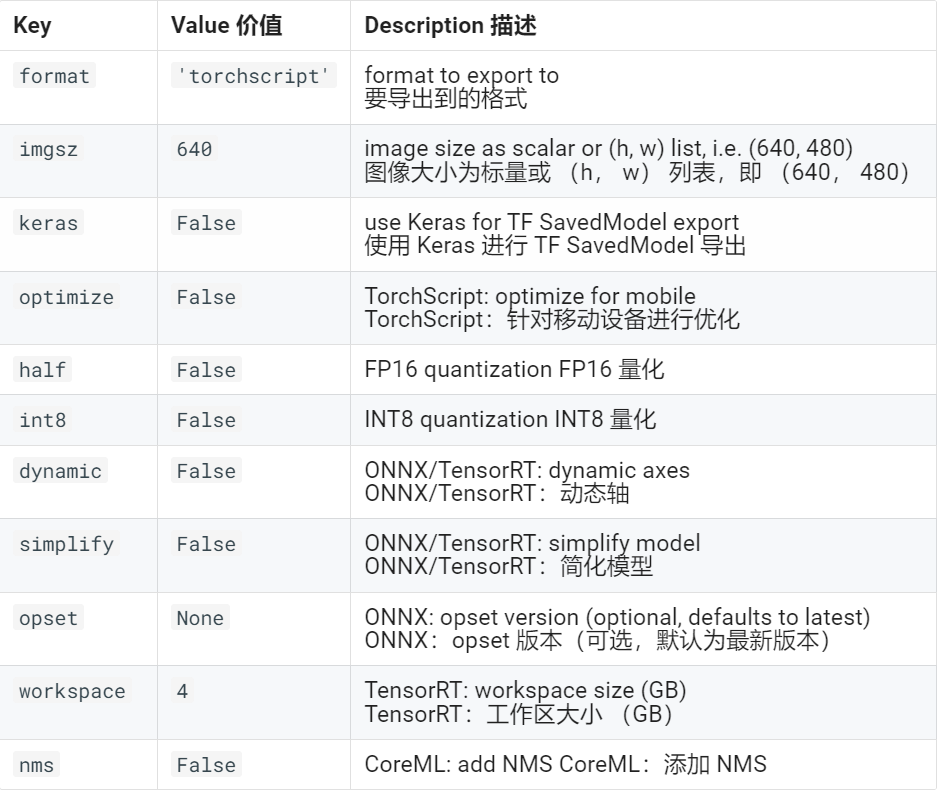 Key Value 价值 Description 描述
format 'torchscript' format to export to
要导出到的格式
imgsz 640 image size as scalar or (h, w) list, i.e. (640, 480)
图像大小为标量或 （h， w） 列表，即 （640， 480）
keras False use Keras for TF SavedModel export
使用 Keras 进行 TF SavedModel 导出
optimize False TorchScript: optimize for mobile
TorchScript：针对移动设备进行优化
half False FP16 quantization FP16 量化
int8 False INT8 quantization INT8 量化
dynamic False ONNX/TensorRT: dynamic axes
ONNX/TensorRT：动态轴
simplify False ONNX/TensorRT: simplify model
ONNX/TensorRT：简化模型
opset None ONNX: opset version (optional, defaults to latest)
ONNX：opset 版本（可选，默认为最新版本）
workspace 4 TensorRT: workspace size (GB)
TensorRT：工作区大小 （GB）
nms False CoreML: add NMS CoreML：添加 NMS